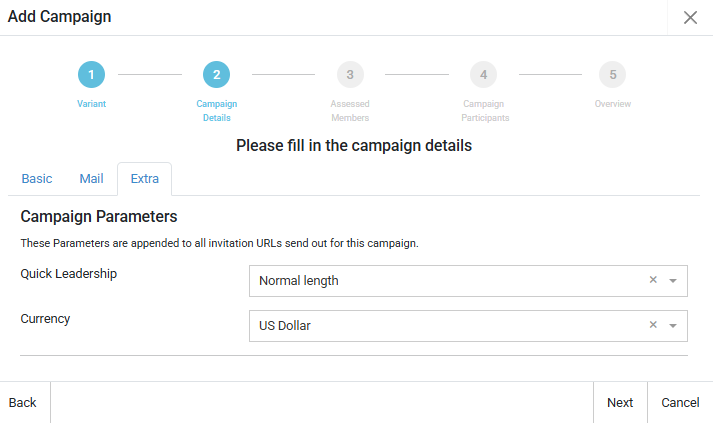 Add Campaign
1
2
3
4
5
Variant
Campaign
Details
Assessed
Members
Campaign
Participants
Overview
Please fill in the campaign details
Basic
Mail
Extra
Campaign Parameters
These Parameters are appended to all invitation URLs send out for this campaign.
Quick Leadership
Normal length
Currency
US Dollar
Back
Next
Cancel